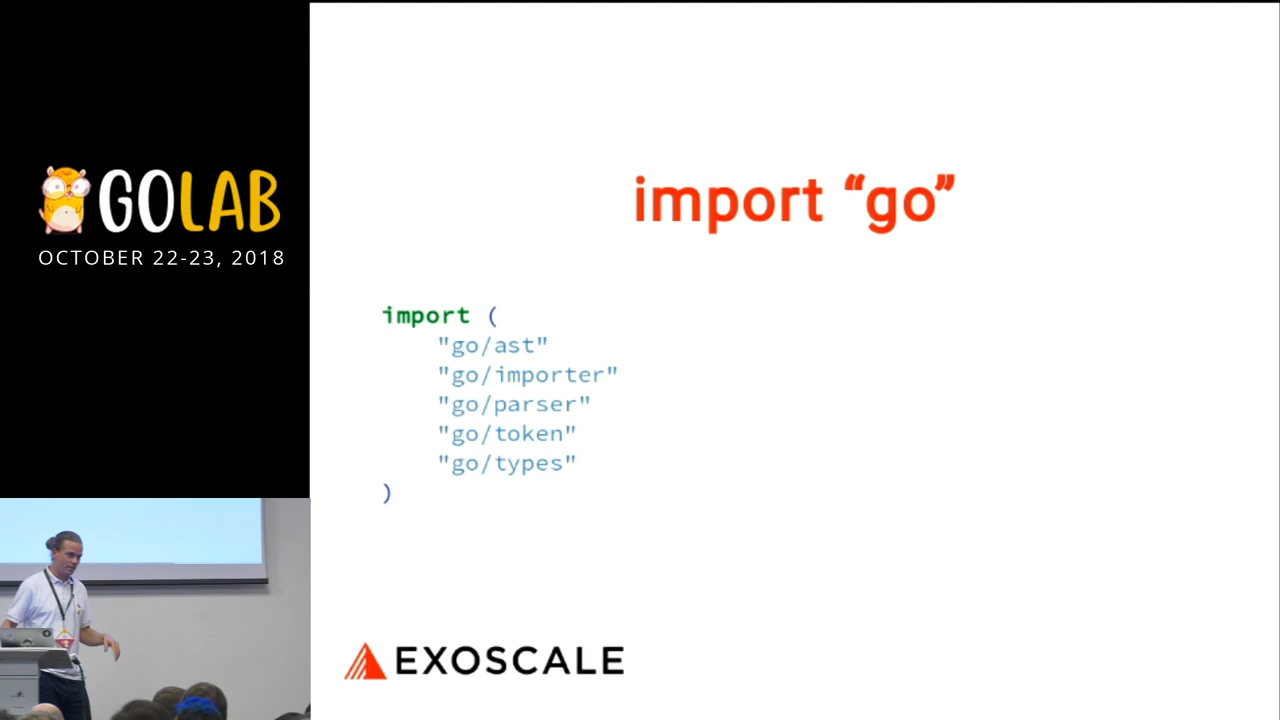 GOLAB
OCTOBER 22-23, 2018
import “go”
import (
"go/ast"
"go/importer"
"go/parser"
"go/token"
"go/types"
)
EXOSCALE